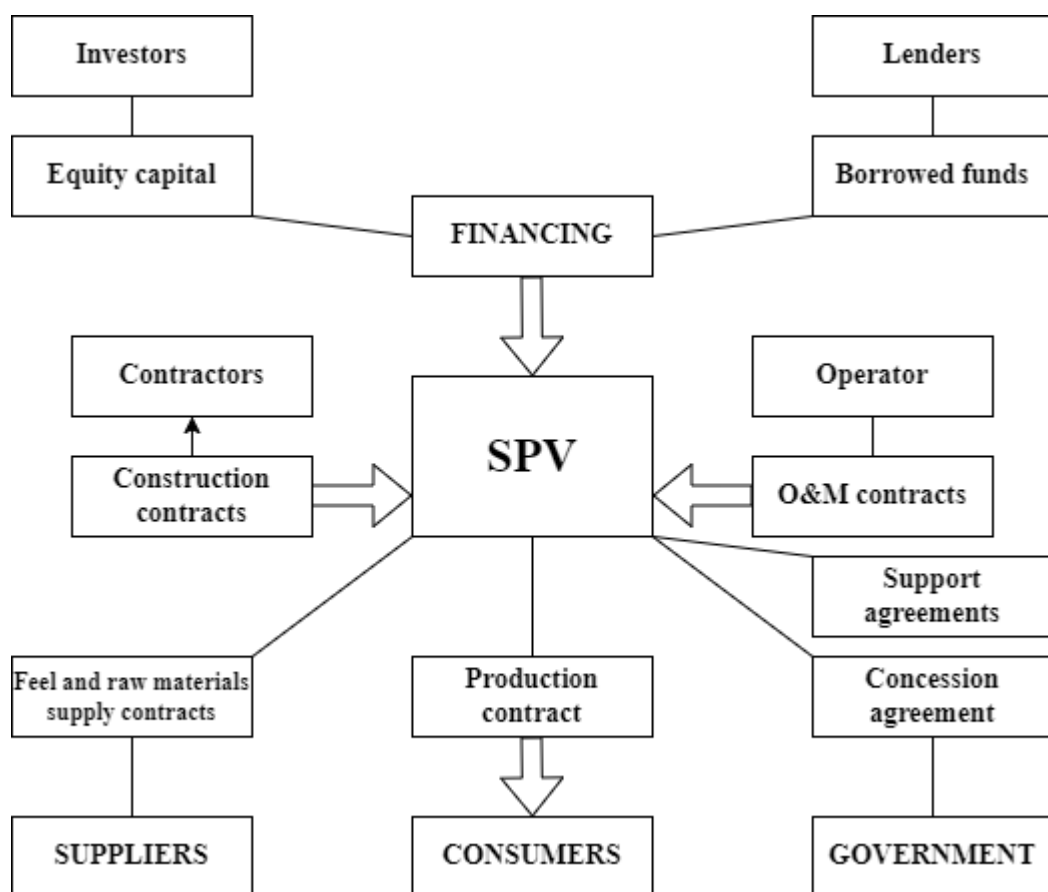 Investors
Lenders
Equity capital
Borrowed funds
FINANCING
Contractors
Operator
SPV
Construction
contracts
O&M contracts
Support
agreements
Feel and raw materials
supply contracts
Production
contract
Concession
agreement
SUPPLIERS
CONSUMERS
GOVERNMENT